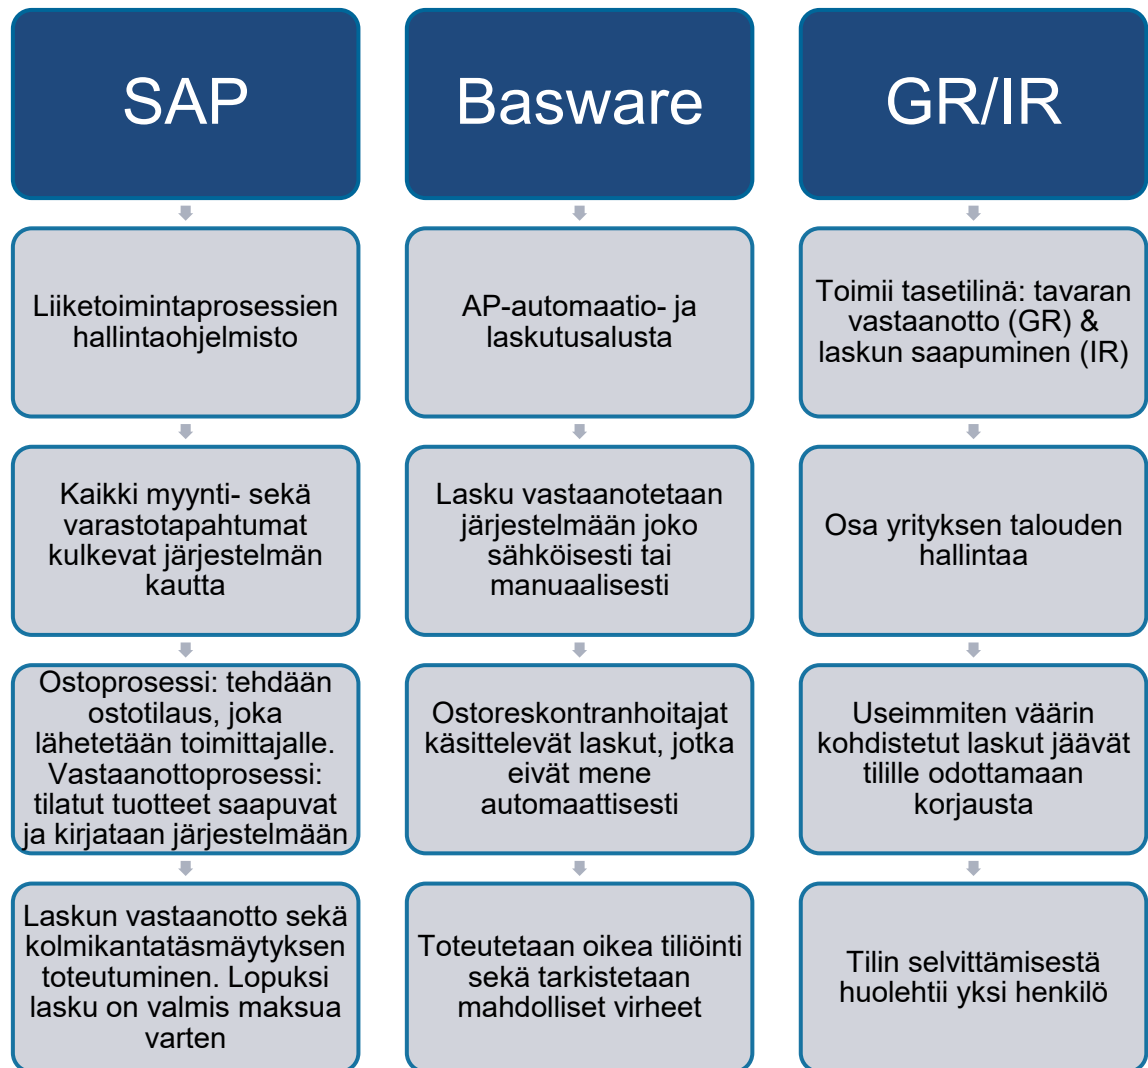 SAP
Liiketoimintaprosessien
hallintaohjelmisto
Kaikki myynti- sekä
varastotapahtumat
kulkevat järjestelmän
kautta
Ostoprosessi: tehdään
ostotilaus, joka
lähetetään toimittajalle.
Vastaanottoprosessi:
tilatut tuotteet saapuvat
ja kirjataan järjestelmään
Laskun vastaanotto sekä
kolmikantatäsmäytyksen
toteutuminen. Lopuksi
lasku on valmis maksua
varten
Basware
AP-automaatio- ja
laskutusalusta
Lasku vastaanotetaan
järjestelmään joko
sähköisesti tai
manuaalisesti
Ostoreskontranhoitajat
käsittelevät laskut, jotka
eivät mene
automaattisesti
Toteutetaan oikea tiliöinti
sekä tarkistetaan
mahdolliset virheet
GR/IR
Toimii tasetilinä: tavaran
vastaanotto (GR) &
laskun saapuminen (IR)
Osa yrityksen talouden
hallintaa
Useimmiten väärin
kohdistetut laskut jäävät
tilille odottamaan
korjausta
Tilin selvittämisestä
huolehtii yksi henkilö